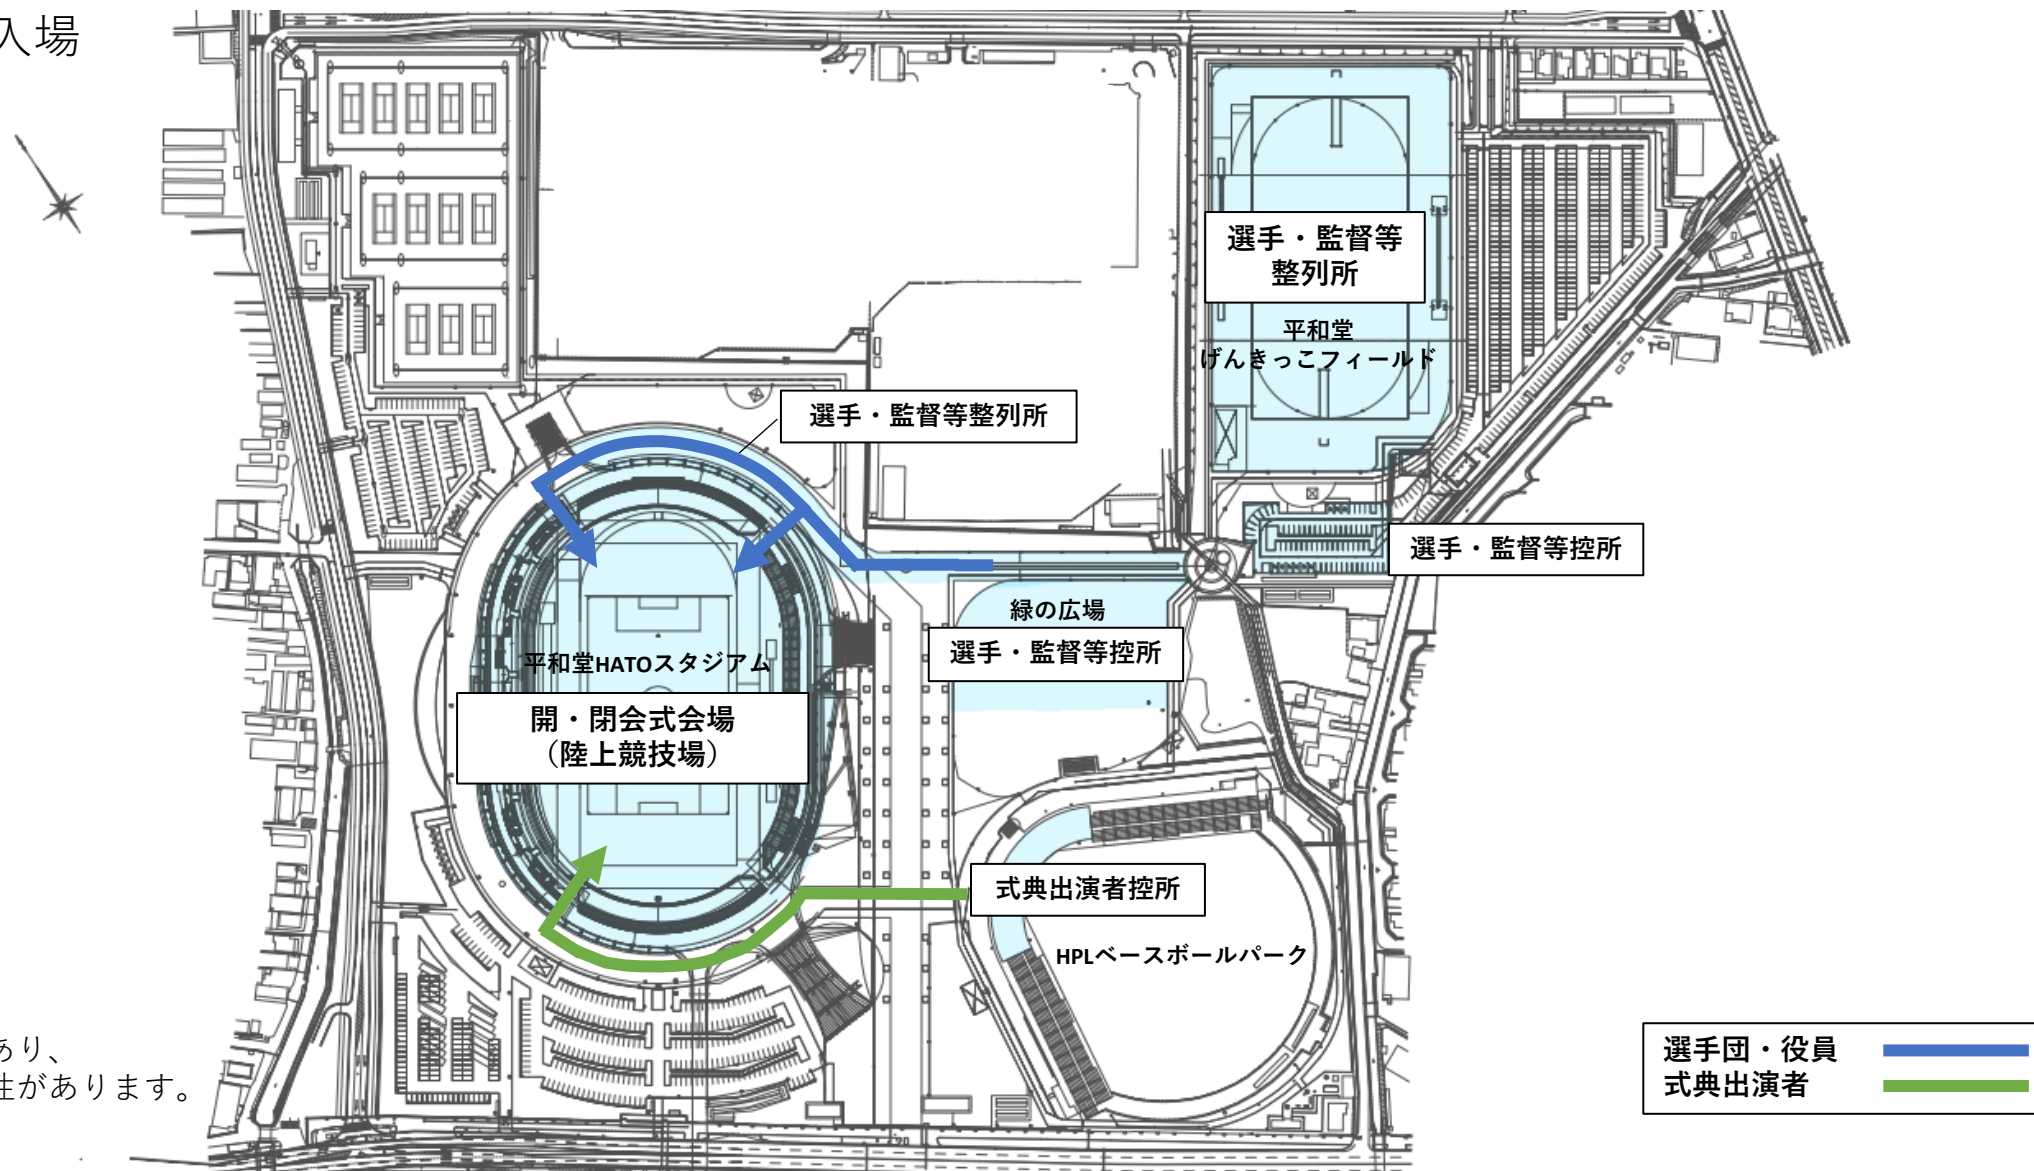 入場
選手・監督等
整列所
平和堂
げんきっこフィールド
選手・監督等整列所
選手・監督等控所
緑の広場
選手・監督等控所
平和堂HATOスタジアム
開・閉会式会場
（陸上競技場）
式典出演者控所
HPLベースボールパーク
あり、
性があります。
選手団・役員
式典出演者